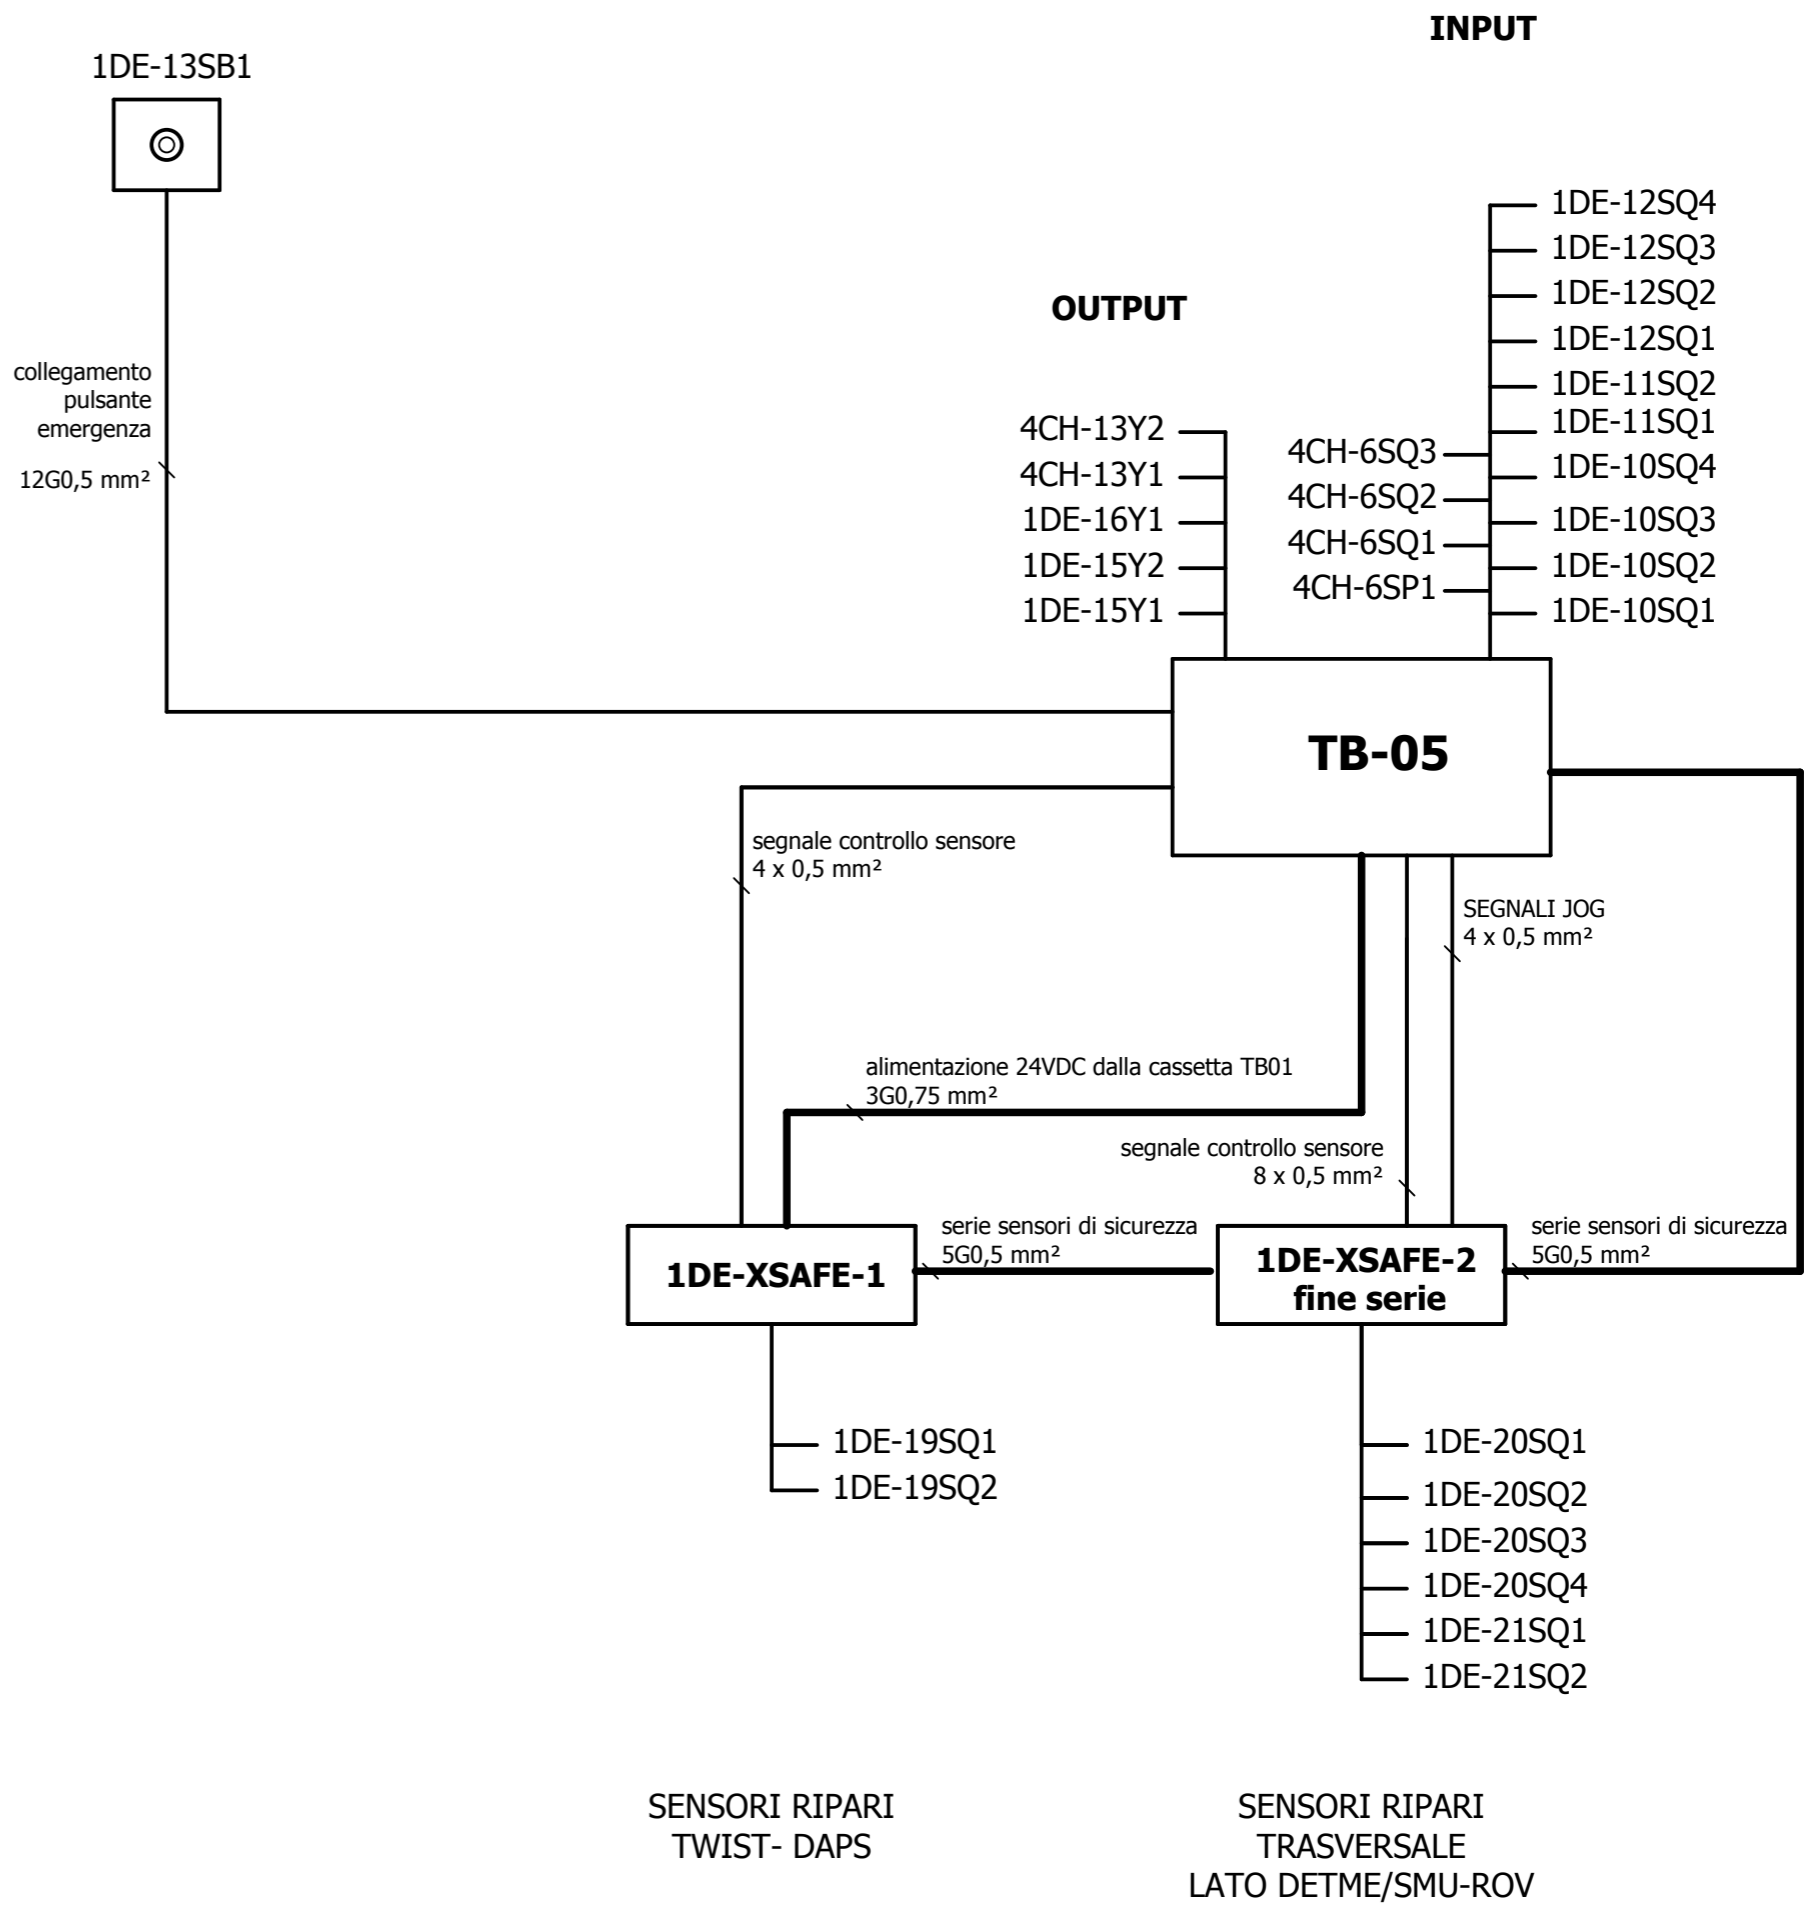 INPUT
1DE-13SB1
1DE-12SQ4
1DE-12SQ3
1DE-12SQ2
1DE-12SQ1
1DE-11SQ2
1DE-11SQ1
1DE-10SQ4
1DE-10SQ3
1DE-10SQ2
1DE-10SQ1
OUTPUT
4CH-13Y2
4CH-13Y1
1DE-16Y1
1DE-15Y2
1DE-15Y1
4CH-6SQ3
4CH-6SQ2
4CH-6SQ1
4CH-6SP1
collegamento
pulsante
emergenza
12G0,5 mm²
TB-05
segnale controllo sensore
4 x 0,5 mm²
SEGNALI JOG
4 x 0,5 mm²
alimentazione 24VDC dalla cassetta TB01
3G0,75 mm²
segnale controllo sensore
8 x 0,5 mm²
1DE-XSAFE-1
serie sensori di sicurezza
5G0,5 mm²
1DE-XSAFE-2
fine serie
serie sensori di sicurezza
5G0,5 mm²
1DE-19SQ1
1DE-19SQ2
1DE-20SQ1
1DE-20SQ2
1DE-20SQ3
1DE-20SQ4
1DE-21SQ1
1DE-21SQ2
SENSORI RIPARI
TWIST- DAPS
SENSORI RIPARI
TRASVERSALE
LATO DETME/SMU-ROV